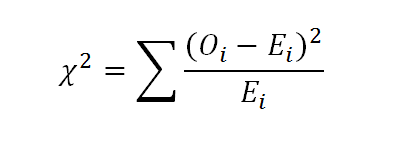 χ² = ∑ (Oᵢ − Eᵢ)² / Eᵢ